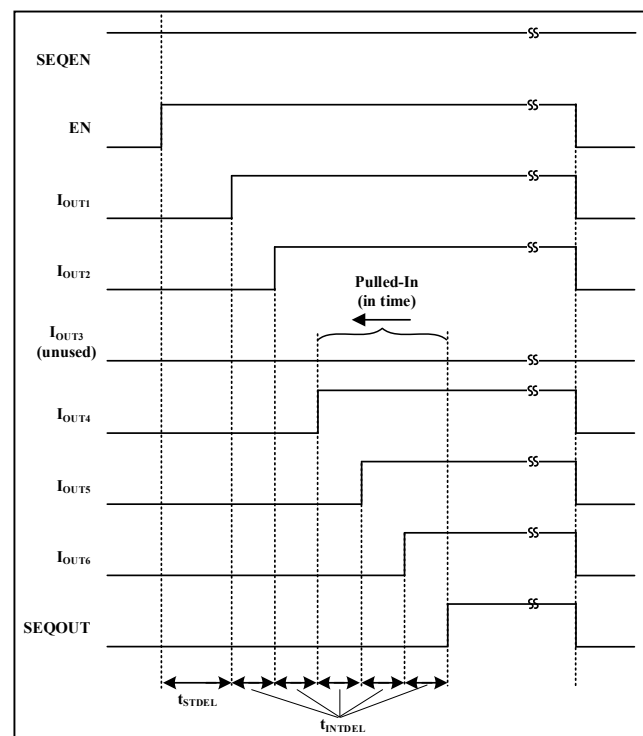 SEQEN
EN
IOUT1
IOUT2
Pulled-In
(in time)
IOUT3
(unused)
IOUT4
IOUT5
IOUT6
SEQOUT
tSTDEL
tINTDEL